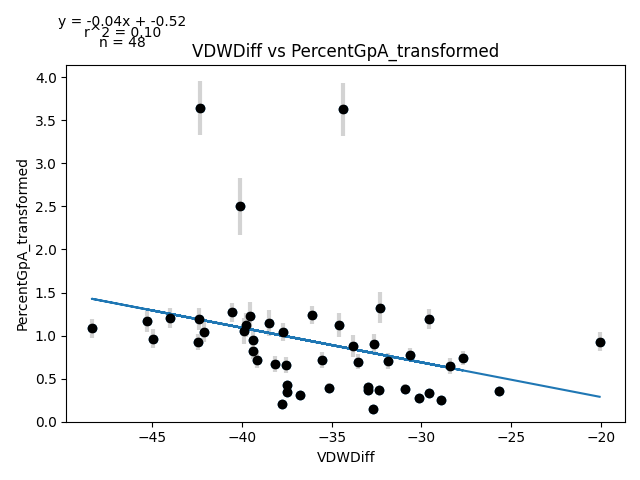 y = -0.04x + -0.52
r^2 = 0.10
n = 48
VDWDiff vs PercentGpA_transformed
4.0
3.5
3.0
2.5
2.0
1.5
1.0
0.5
0.0
PercentGpA_transformed
−45 −40 −35 −30 −25 −20
VDWDiff